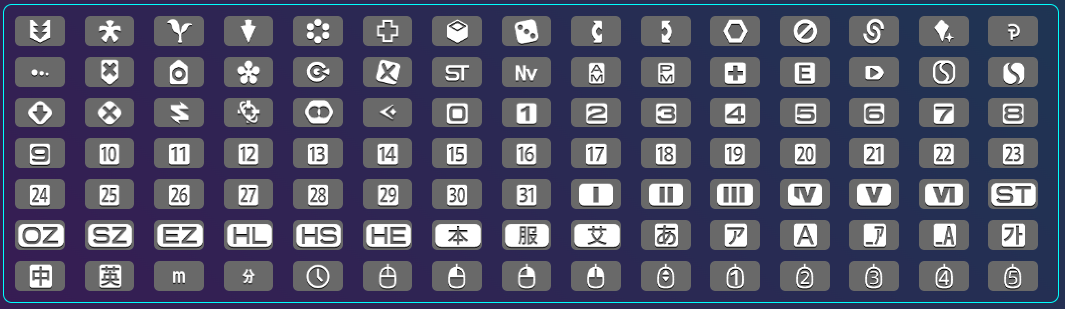 ST Nv AM PM E
0 1 2 3 4 5 6 7 8
9 10 11 12 13 14 15 16 17 18 19 20 21 22 23
24 25 26 27 28 29 30 31 I II III IV V VI ST
OZ SZ EZ HL HS HE 本 服 艾 あ ア A _ア _A 가
中 英 m 分 1 2 3 4 5